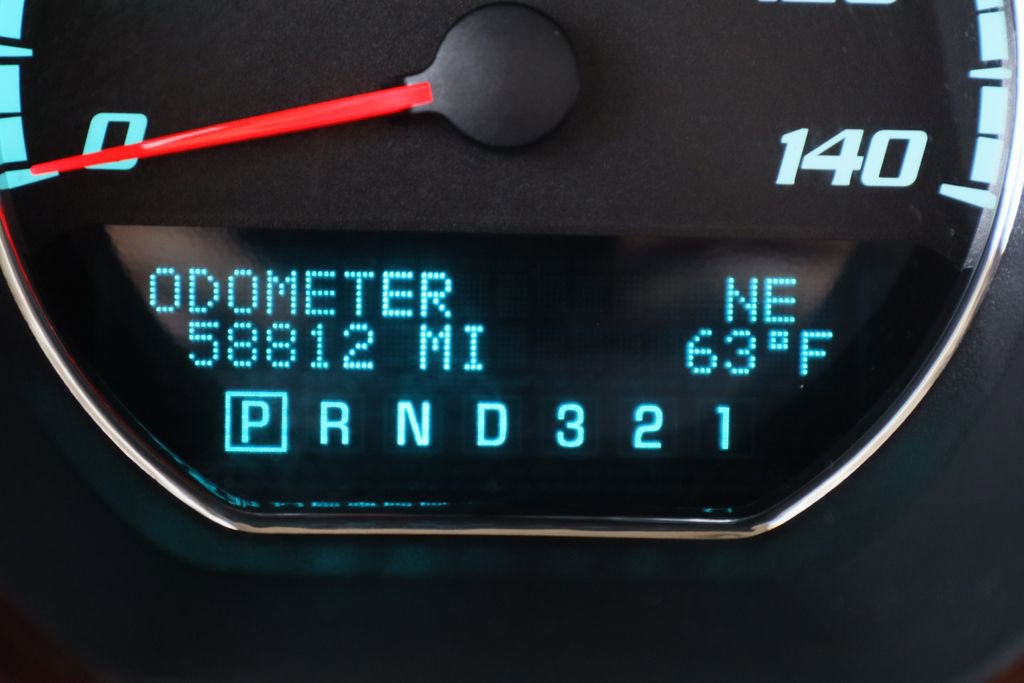 0
140
ODOMETER NE
58812 MI 63°F
P R N D 3 2 1